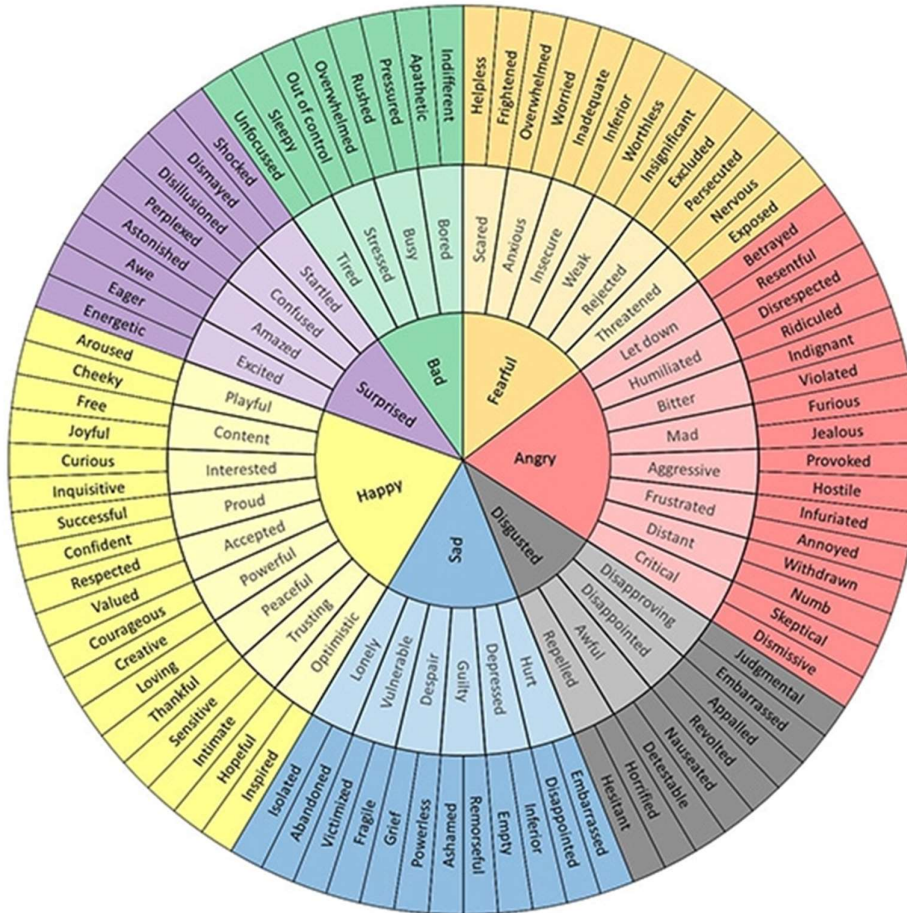 Fearful
Angry
Disgusted
Sad
Happy
Surprised
Bad
Scared
Anxious
Insecure
Weak
Rejected
Threatened
Let down
Humiliated
Bitter
Mad
Aggressive
Frustrated
Distant
Critical
Disapproving
Disappointed
Awful
Repelled
Hurt
Depressed
Guilty
Despair
Vulnerable
Lonely
Optimistic
Trusting
Peaceful
Powerful
Accepted
Proud
Interested
Content
Playful
Excited
Amazed
Confused
Startled
Tired
Stressed
Busy
Bored
Helpless
Frightened
Overwhelmed
Worried
Inadequate
Inferior
Worthless
Insignificant
Excluded
Persecuted
Nervous
Exposed
Betrayed
Resentful
Disrespected
Ridiculed
Indignant
Violated
Furious
Jealous
Provoked
Hostile
Infuriated
Annoyed
Withdrawn
Numb
Skeptical
Dismissive
Judgmental
Embarrassed
Appalled
Revolted
Nauseated
Detestable
Horrified
Hesitant
Embarrassed
Disappointed
Inferior
Empty
Remorseful
Ashamed
Powerless
Grief
Fragile
Victimized
Abandoned
Isolated
Inspired
Hopeful
Intimate
Sensitive
Thankful
Loving
Creative
Courageous
Valued
Respected
Confident
Successful
Inquisitive
Curious
Joyful
Free
Cheeky
Aroused
Energetic
Eager
Awe
Astonished
Perplexed
Disillusioned
Dismayed
Shocked
Unfocussed
Sleepy
Out of control
Overwhelmed
Rushed
Pressured
Apathetic
Indifferent